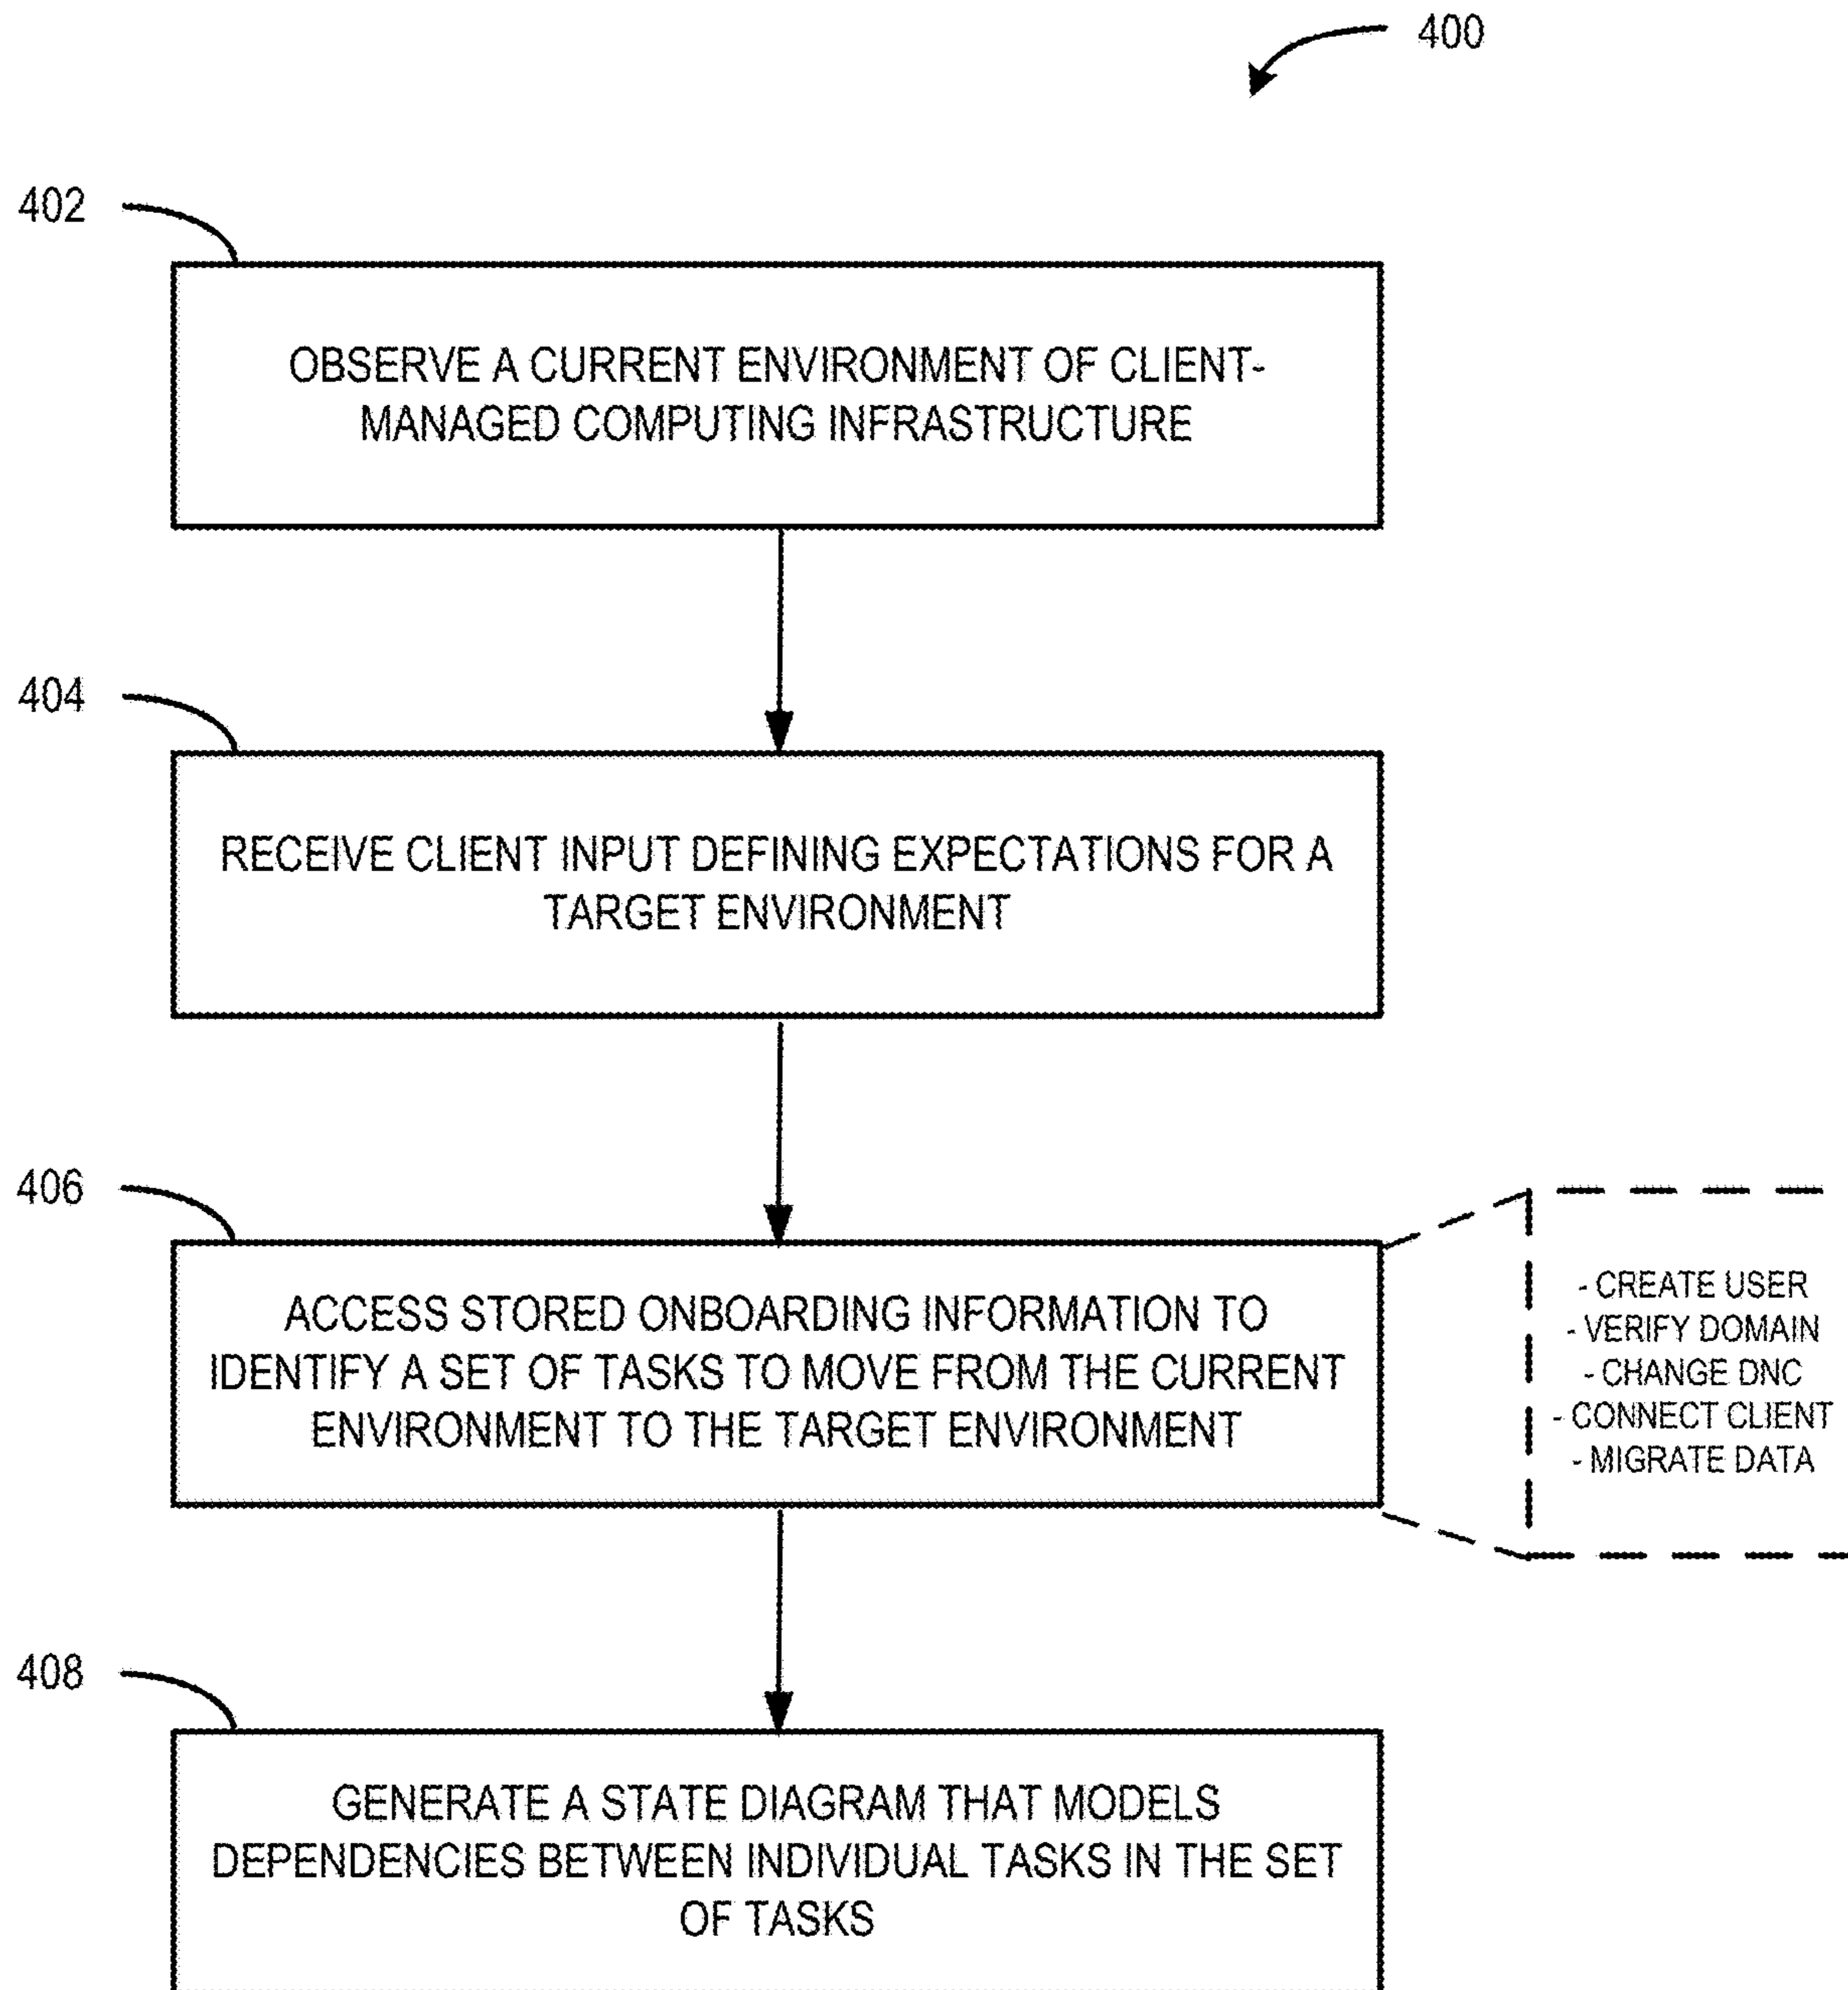 400
402
OBSERVE A CURRENT ENVIRONMENT OF CLIENT-
MANAGED COMPUTING INFRASTRUCTURE
404
RECEIVE CLIENT INPUT DEFINING EXPECTATIONS FOR A
TARGET ENVIRONMENT
406
ACCESS STORED ONBOARDING INFORMATION TO
IDENTIFY A SET OF TASKS TO MOVE FROM THE CURRENT
ENVIRONMENT TO THE TARGET ENVIRONMENT
- CREATE USER
- VERIFY DOMAIN
- CHANGE DNC
- CONNECT CLIENT
- MIGRATE DATA
408
GENERATE A STATE DIAGRAM THAT MODELS
DEPENDENCIES BETWEEN INDIVIDUAL TASKS IN THE SET
OF TASKS